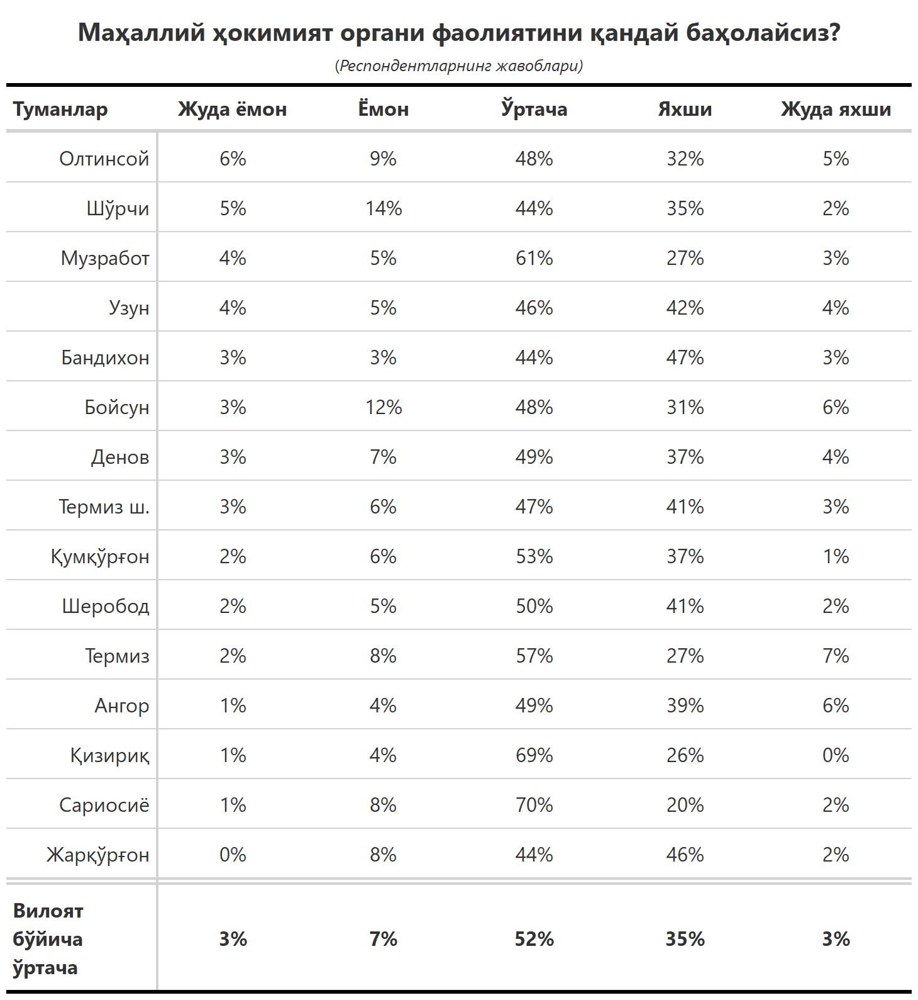 Маҳаллий ҳокимият органи фаолиятини қандай баҳолайсиз?
(Респондентларнинг жавоблари)
Туманлар Жуда ёмон Ёмон Ўртача Яхши Жуда яхши
Олтинсой 6% 9% 48% 32% 5%
Шўрчи 5% 14% 44% 35% 2%
Музработ 4% 5% 61% 27% 3%
Узун 4% 5% 46% 42% 4%
Бандихон 3% 3% 44% 47% 3%
Бойсун 3% 12% 48% 31% 6%
Денов 3% 7% 49% 37% 4%
Термиз ш. 3% 6% 47% 41% 3%
Қумқўрғон 2% 6% 53% 37% 1%
Шеробод 2% 5% 50% 41% 2%
Термиз 2% 8% 57% 27% 7%
Ангор 1% 4% 49% 39% 6%
Қизириқ 1% 4% 69% 26% 0%
Сариосиё 1% 8% 70% 20% 2%
Жарқўрғон 0% 8% 44% 46% 2%
Вилоят
бўйича 3% 7% 52% 35% 3%
ўртача